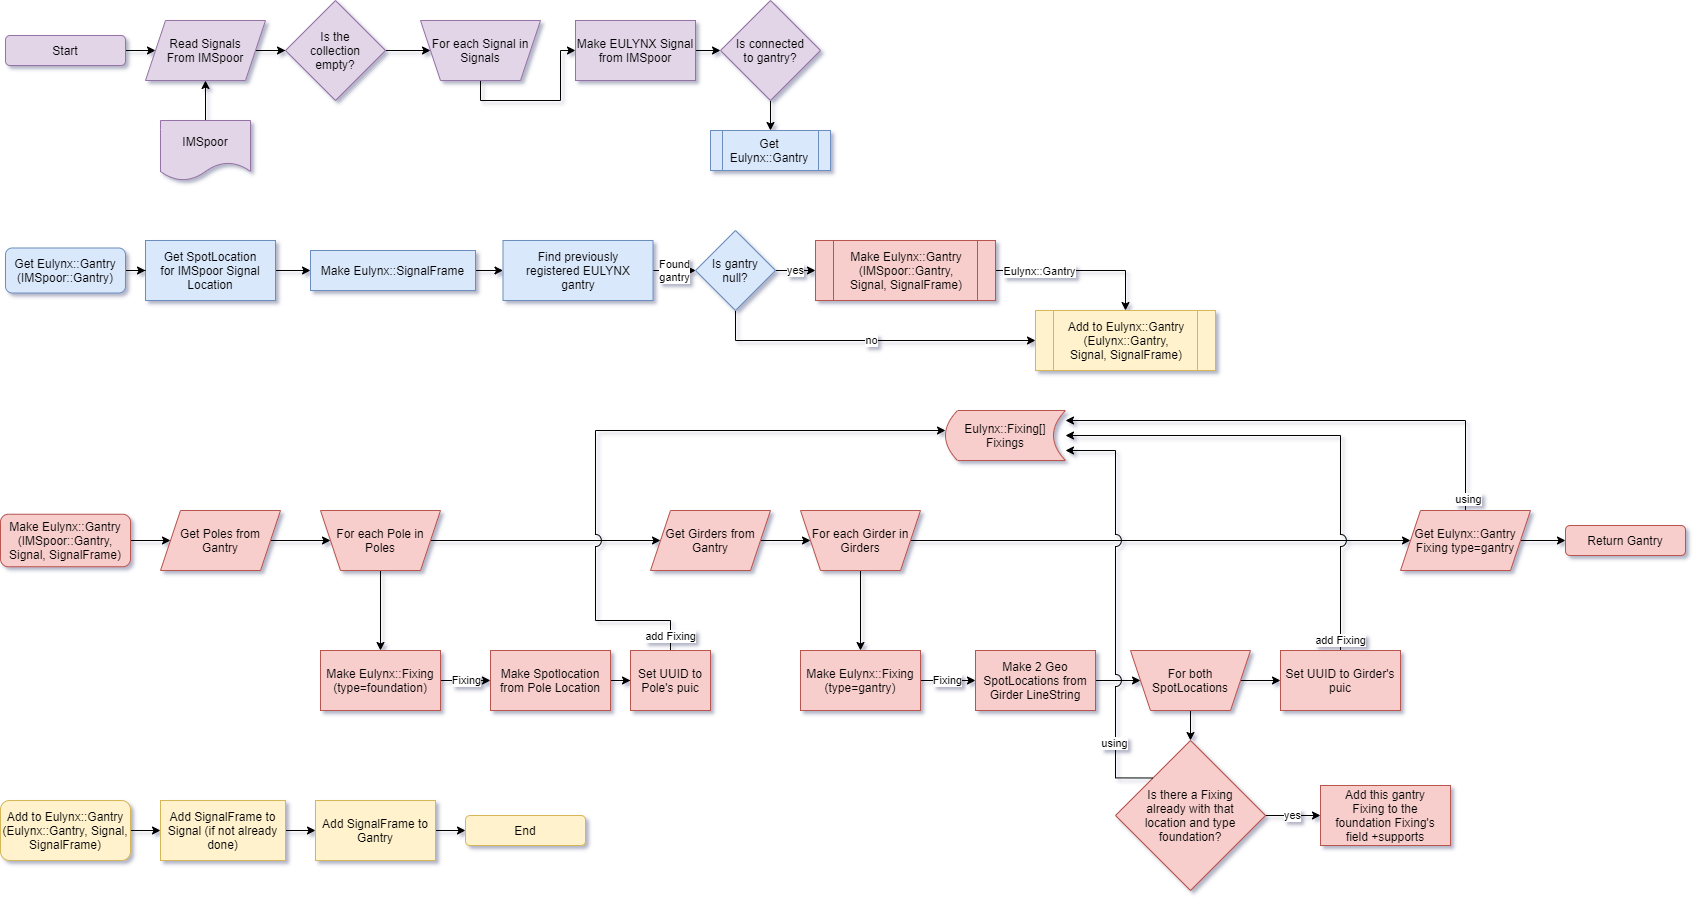 Start
Read Signals
From IMSpoor
Is the
collection
empty?
For each Signal in
Signals
Make EULYNX Signal
from IMSpoor
Is connected
to gantry?
IMSpoor
Get
Eulynx::Gantry
Get Eulynx::Gantry
(IMSpoor::Gantry)
Get SpotLocation
for IMSpoor Signal
Location
Make Eulynx::SignalFrame
Find previously
registered EULYNX
gantry
Found
gantry
Is gantry
null?
yes
Make Eulynx::Gantry
(IMSpoor::Gantry,
Signal, SignalFrame)
Eulynx::Gantry
no
Add to Eulynx::Gantry
(Eulynx::Gantry,
Signal, SignalFrame)
Eulynx::Fixing[]
Fixings
using
Make Eulynx::Gantry
(IMSpoor::Gantry,
Signal, SignalFrame)
Get Poles from
Gantry
For each Pole in
Poles
Get Girders from
Gantry
For each Girder in
Girders
Get Eulynx::Gantry
Fixing type=gantry
Return Gantry
add Fixing
add Fixing
Make Eulynx::Fixing
(type=foundation)
Fixing
Make Spotlocation
from Pole Location
Set UUID to
Pole's puic
Make Eulynx::Fixing
(type=gantry)
Fixing
Make 2 Geo
SpotLocations from
Girder LineString
For both
SpotLocations
Set UUID to Girder's
puic
using
Is there a Fixing
already with that
location and type
foundation?
yes
Add this gantry
Fixing to the
foundation Fixing's
field +supports
Add to Eulynx::Gantry
(Eulynx::Gantry, Signal,
SignalFrame)
Add SignalFrame to
Signal (if not already
done)
Add SignalFrame to
Gantry
End